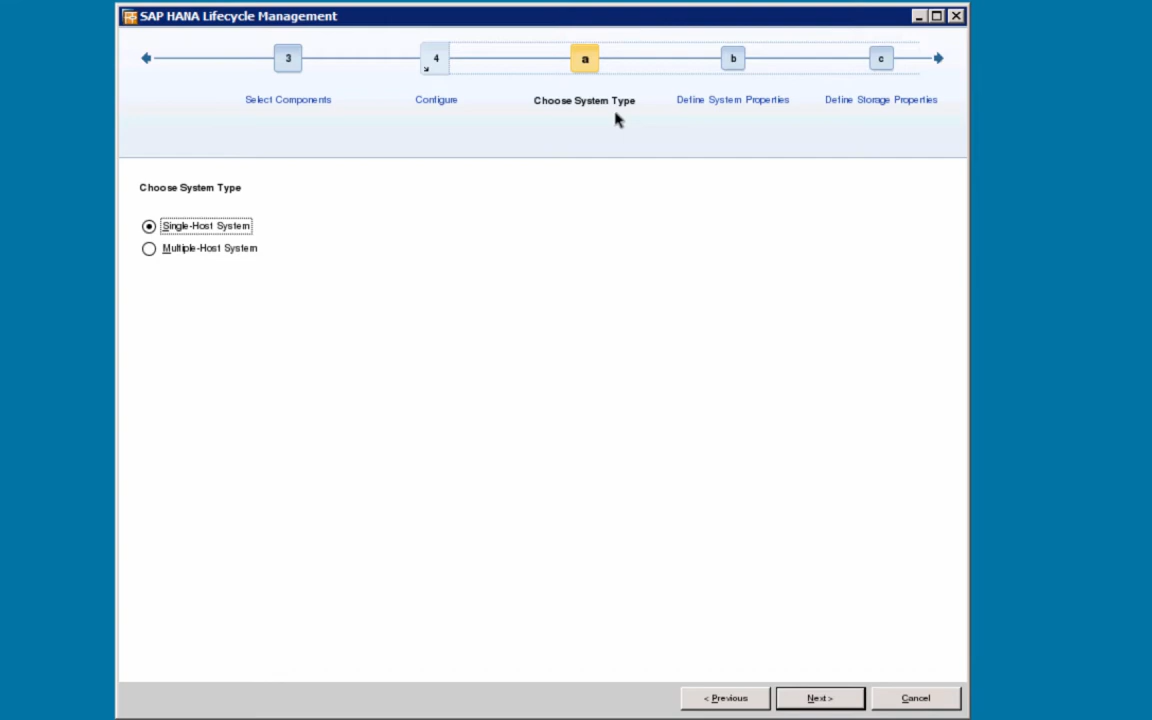 SAP HANA Lifecycle Management
3
4
a
b
c
Select Components
Configure
Choose System Type
Define System Properties
Define Storage Properties
Choose System Type
Single-Host System
Multiple-Host System
< Previous
Next >
Cancel